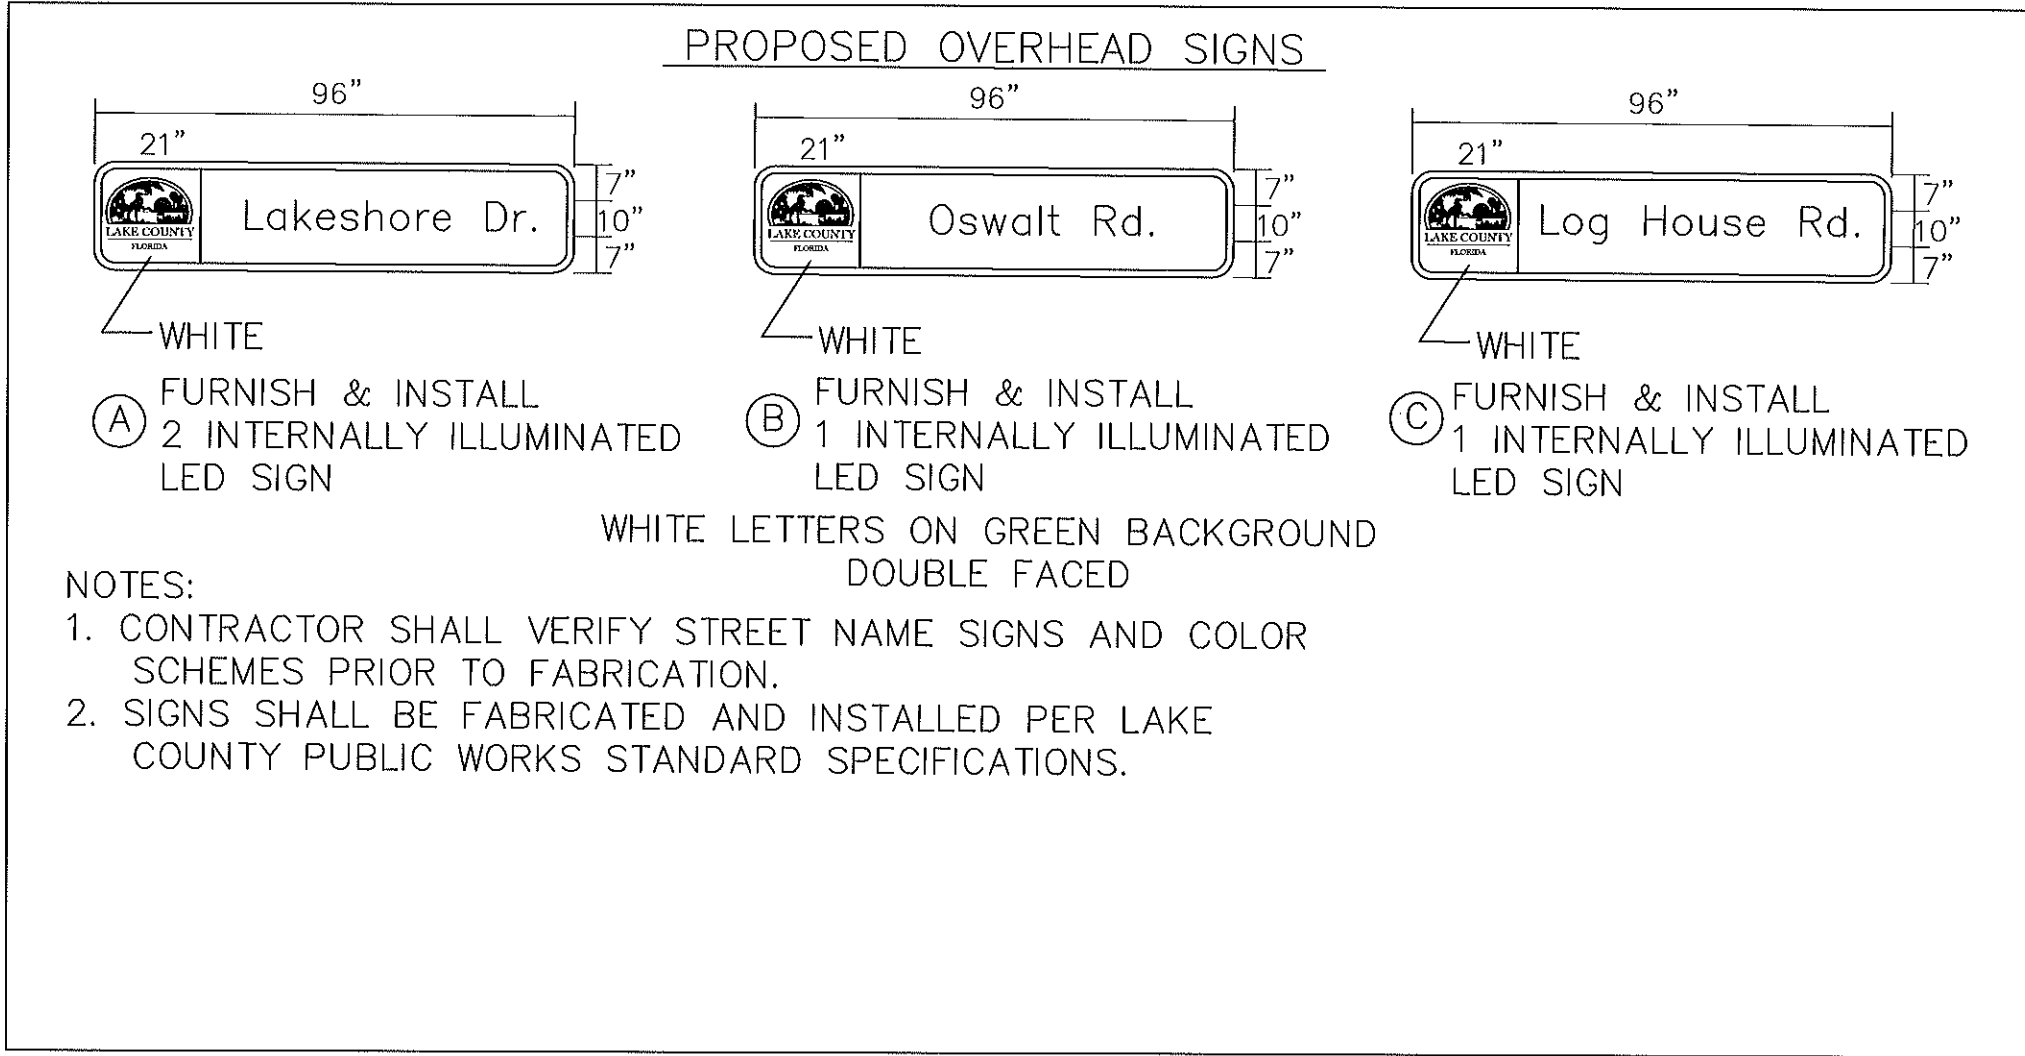 PROPOSED OVERHEAD SIGNS
96"
21"
LAKE COUNTY
FLORIDA
Lakeshore Dr.
7"
10"
7"
WHITE
A
FURNISH & INSTALL
2 INTERNALLY ILLUMINATED
LED SIGN
96"
21"
LAKE COUNTY
FLORIDA
Oswalt Rd.
7"
10"
7"
WHITE
B
FURNISH & INSTALL
1 INTERNALLY ILLUMINATED
LED SIGN
96"
21"
LAKE COUNTY
FLORIDA
Log House Rd.
7"
10"
7"
WHITE
C
FURNISH & INSTALL
1 INTERNALLY ILLUMINATED
LED SIGN
WHITE LETTERS ON GREEN BACKGROUND
DOUBLE FACED
NOTES:
1. CONTRACTOR SHALL VERIFY STREET NAME SIGNS AND COLOR
SCHEMES PRIOR TO FABRICATION.
2. SIGNS SHALL BE FABRICATED AND INSTALLED PER LAKE
COUNTY PUBLIC WORKS STANDARD SPECIFICATIONS.